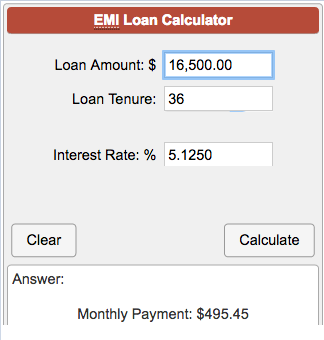 EMI Loan Calculator
Loan Amount: $ 16,500.00
Loan Tenure: 36
Interest Rate: % 5.1250
Clear Calculate
Answer:
Monthly Payment: $495.45